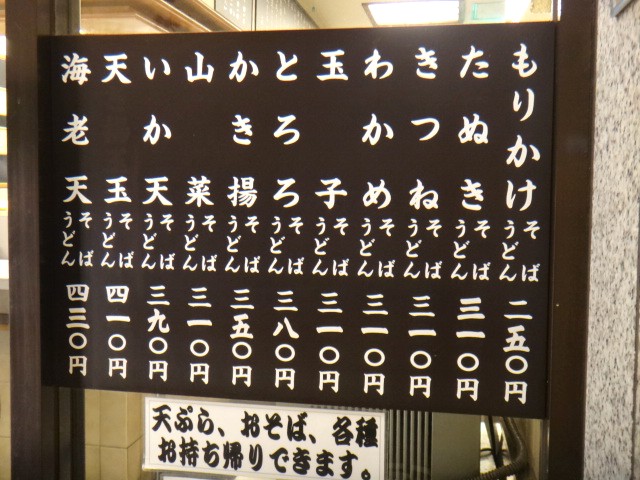 もりかけ そば うどん 二五〇円
たぬき そば うどん 三一〇円
きつね そば うどん 三一〇円
わかめ そば うどん 三一〇円
玉子 そば うどん 三一〇円
とろろ そば うどん 三八〇円
かき揚 そば うどん 三五〇円
山菜 そば うどん 三一〇円
いか天 そば うどん 三九〇円
天玉 そば うどん 四一〇円
海老天 そば うどん 四三〇円
天ぷら、おそば、各種
お持ち帰りできます。